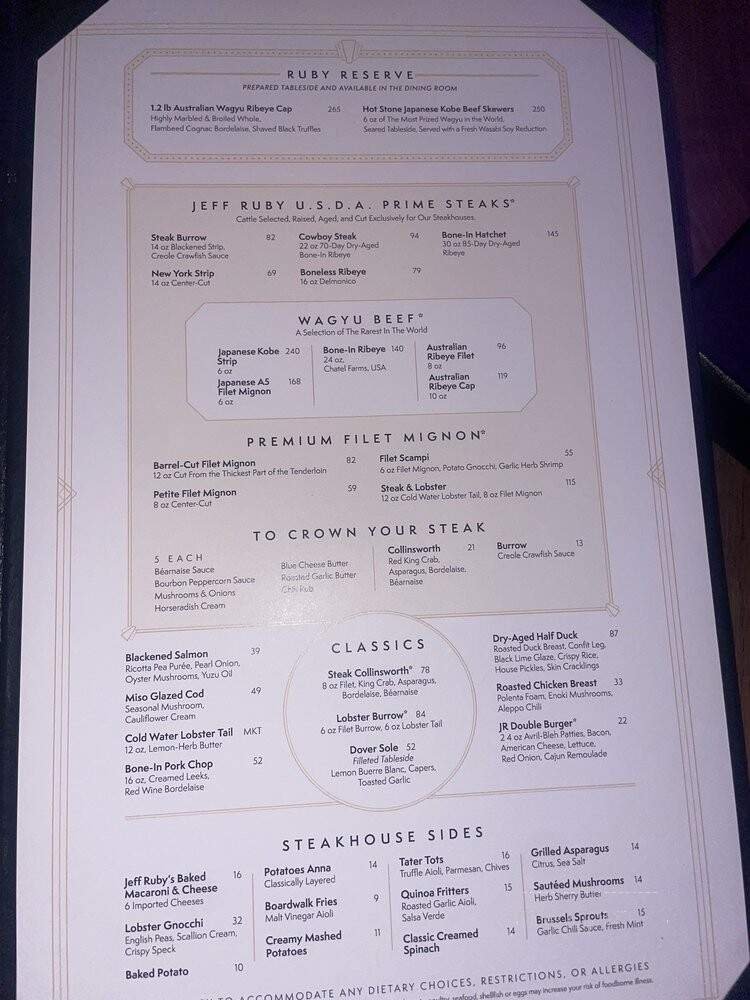 RUBY RESERVE
PREPARED TABLESIDE AND AVAILABLE IN THE DINING ROOM
1.2 lb Australian Wagyu Ribeye Cap 265
Highly Marbled & Broiled Whole,
Flambeed Cognac Bordelaise, Shaved Black Truffles
Hot Stone Japanese Kobe Beef Skewers 250
6 oz of The Most Prized Wagyu in the World,
Seared Tableside, Served with a Fresh Wasabi Soy Reduction
JEFF RUBY U.S.D.A. PRIME STEAKS*
Cattle Selected, Raised, Aged, and Cut Exclusively for Our Steakhouses.
Steak Burrow 82
14 oz Blackened Strip,
Creole Crawfish Sauce
New York Strip 69
14 oz Center-Cut
Cowboy Steak 94
22 oz 70-Day Dry-Aged
Bone-In Ribeye
Boneless Ribeye 79
16 oz Delmonico
Bone-In Hatchet 145
30 oz 85-Day Dry-Aged
Ribeye
WAGYU BEEF*
A Selection of The Rarest In The World
Japanese Kobe 240
Strip
6 oz
Japanese A5 168
Filet Mignon
6 oz
Bone-In Ribeye 140
24 oz,
Chatel Farms, USA
Australian 96
Ribeye Filet
8 oz
Australian 119
Ribeye Cap
10 oz
PREMIUM FILET MIGNON*
Barrel-Cut Filet Mignon 82
12 oz Cut From the Thickest Part of the Tenderloin
Petite Filet Mignon 59
8 oz Center-Cut
Filet Scampi 55
6 oz Filet Mignon, Potato Gnocchi, Garlic Herb Shrimp
Steak & Lobster 115
12 oz Cold Water Lobster Tail, 8 oz Filet Mignon
TO CROWN YOUR STEAK
5 EACH
Béarnaise Sauce
Bourbon Peppercorn Sauce
Mushrooms & Onions
Horseradish Cream
Blue Cheese Butter
Roasted Garlic Butter
Chili Rub
Collinsworth 21
Red King Crab,
Asparagus, Bordelaise,
Béarnaise
Burrow 13
Creole Crawfish Sauce
Blackened Salmon 39
Ricotta Pea Purée, Pearl Onion,
Oyster Mushrooms, Yuzu Oil
Miso Glazed Cod 49
Seasonal Mushroom,
Cauliflower Cream
Cold Water Lobster Tail MKT
12 oz, Lemon-Herb Butter
Bone-In Pork Chop 52
16 oz, Creamed Leeks,
Red Wine Bordelaise
CLASSICS
Steak Collinsworth* 78
8 oz Filet, King Crab, Asparagus,
Bordelaise, Béarnaise
Lobster Burrow* 84
6 oz Filet Burrow, 6 oz Lobster Tail
Dover Sole 52
Filleted Tableside
Lemon Buerre Blanc, Capers,
Toasted Garlic
Dry-Aged Half Duck 87
Roasted Duck Breast, Confit Leg,
Black Lime Glaze, Crispy Rice,
House Pickles, Skin Cracklings
Roasted Chicken Breast 33
Polenta Foam, Enoki Mushrooms,
Aleppo Chili
JR Double Burger* 22
2 4 oz Avril-Bleh Patties, Bacon,
American Cheese, Lettuce,
Red Onion, Cajun Remoulade
STEAKHOUSE SIDES
Jeff Ruby's Baked 16
Macaroni & Cheese
6 Imported Cheeses
Lobster Gnocchi 32
English Peas, Scallion Cream,
Crispy Speck
Baked Potato 10
Potatoes Anna 14
Classically Layered
Boardwalk Fries 9
Malt Vinegar Aioli
Creamy Mashed 11
Potatoes
Tater Tots 16
Truffle Aioli, Parmesan, Chives
Quinoa Fritters 15
Roasted Garlic Aioli,
Salsa Verde
Classic Creamed 14
Spinach
Grilled Asparagus 14
Citrus, Sea Salt
Sautéed Mushrooms 14
Herb Sherry Butter
Brussels Sprouts 15
Garlic Chili Sauce, Fresh Mint
TO ACCOMMODATE ANY DIETARY CHOICES, RESTRICTIONS, OR ALLERGIES
seafood, shellfish or eggs may increase your risk of foodborne illness.